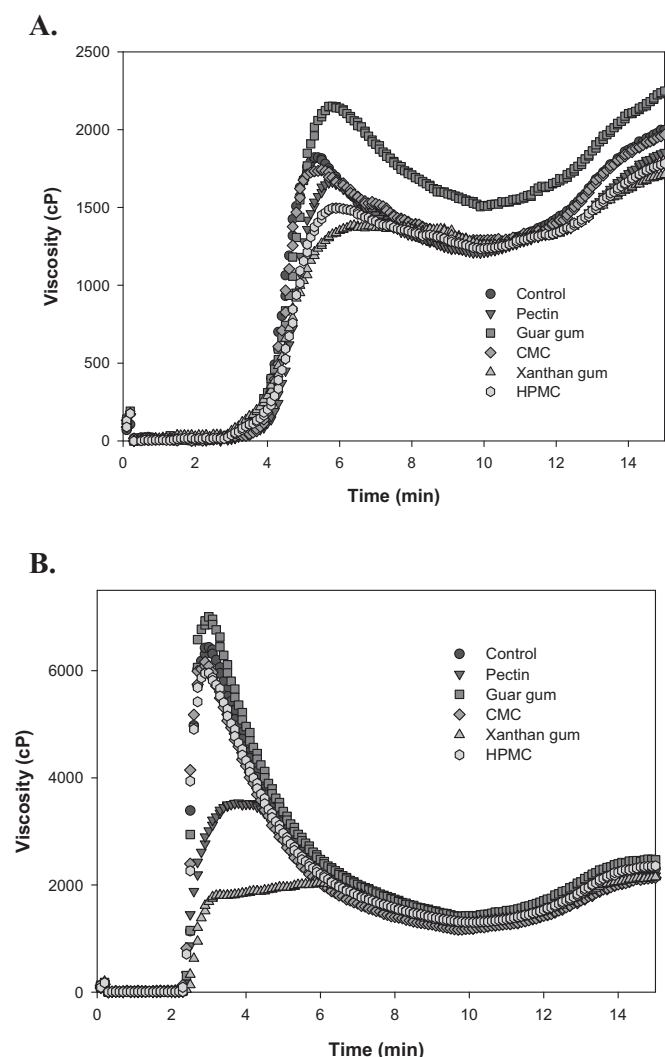 A.
2500
2000
1500
1000
500
0
Viscosity (cP)
Control
Pectin
Guar gum
CMC
Xanthan gum
HPMC
0 2 4 6 8 10 12 14
Time (min)
B.
6000
4000
2000
0
Viscosity (cP)
Control
Pectin
Guar gum
CMC
Xanthan gum
HPMC
0 2 4 6 8 10 12 14
Time (min)